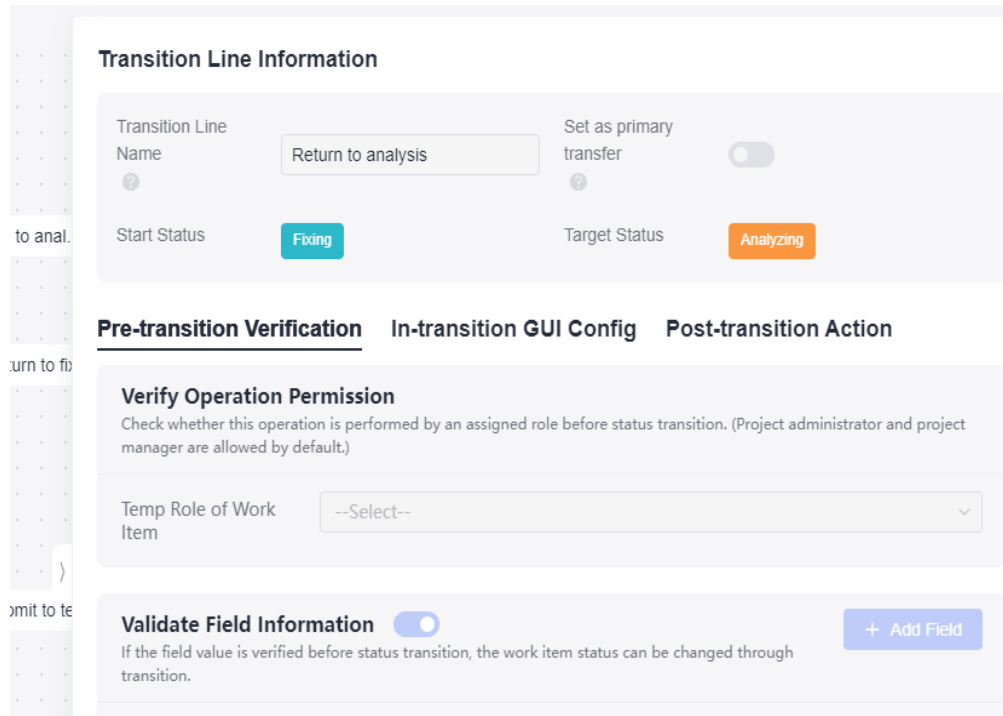 Transition Line Information
Transition Line
Name
?
Return to analysis
Set as primary
transfer
?
to anal.
Start Status
Fixing
Target Status
Analyzing
Pre-transition Verification
In-transition GUI Config
Post-transition Action
urn to fix
Verify Operation Permission
Check whether this operation is performed by an assigned role before status transition. (Project administrator and project
manager are allowed by default.)
Temp Role of Work
Item
--Select--
omit to te
Validate Field Information
+ Add Field
If the field value is verified before status transition, the work item status can be changed through
transition.